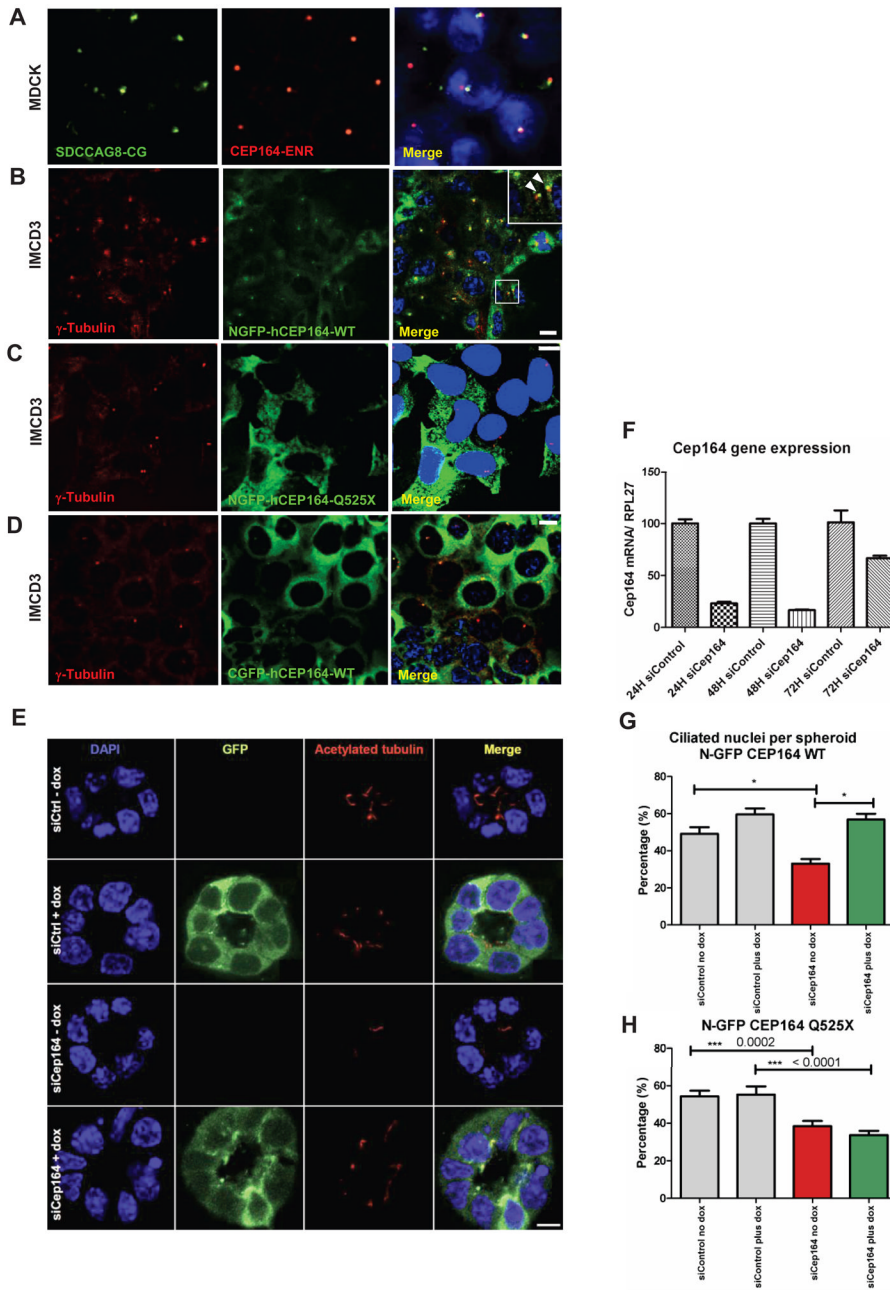 A
MDCK
SDCCAG8-CG
CEP164-ENR
Merge
B
IMCD3
γ-Tubulin
NGFP-hCEP164-WT
Merge
C
IMCD3
γ-Tubulin
NGFP-hCEP164-Q525X
Merge
D
IMCD3
γ-Tubulin
CGFP-hCEP164-WT
Merge
E
DAPI
GFP
Acetylated tubulin
Merge
siCtrl - dox
siCtrl + dox
siCep164 - dox
siCep164 + dox
F
Cep164 gene expression
Cep164 mRNA/ RPL27
150
100
50
0
24H siControl
24H siCep164
48H siControl
48H siCep164
72H siControl
72H siCep164
G
Ciliated nuclei per spheroid
N-GFP CEP164 WT
Percentage (%)
80
60
40
20
0
*
*
siControl no dox
siControl plus dox
siCep164 no dox
siCep164 plus dox
H
N-GFP CEP164 Q525X
*** 0.0002
*** < 0.0001
Percentage (%)
80
60
40
20
0
siControl no dox
siControl plus dox
siCep164 no dox
siCep164 plus dox